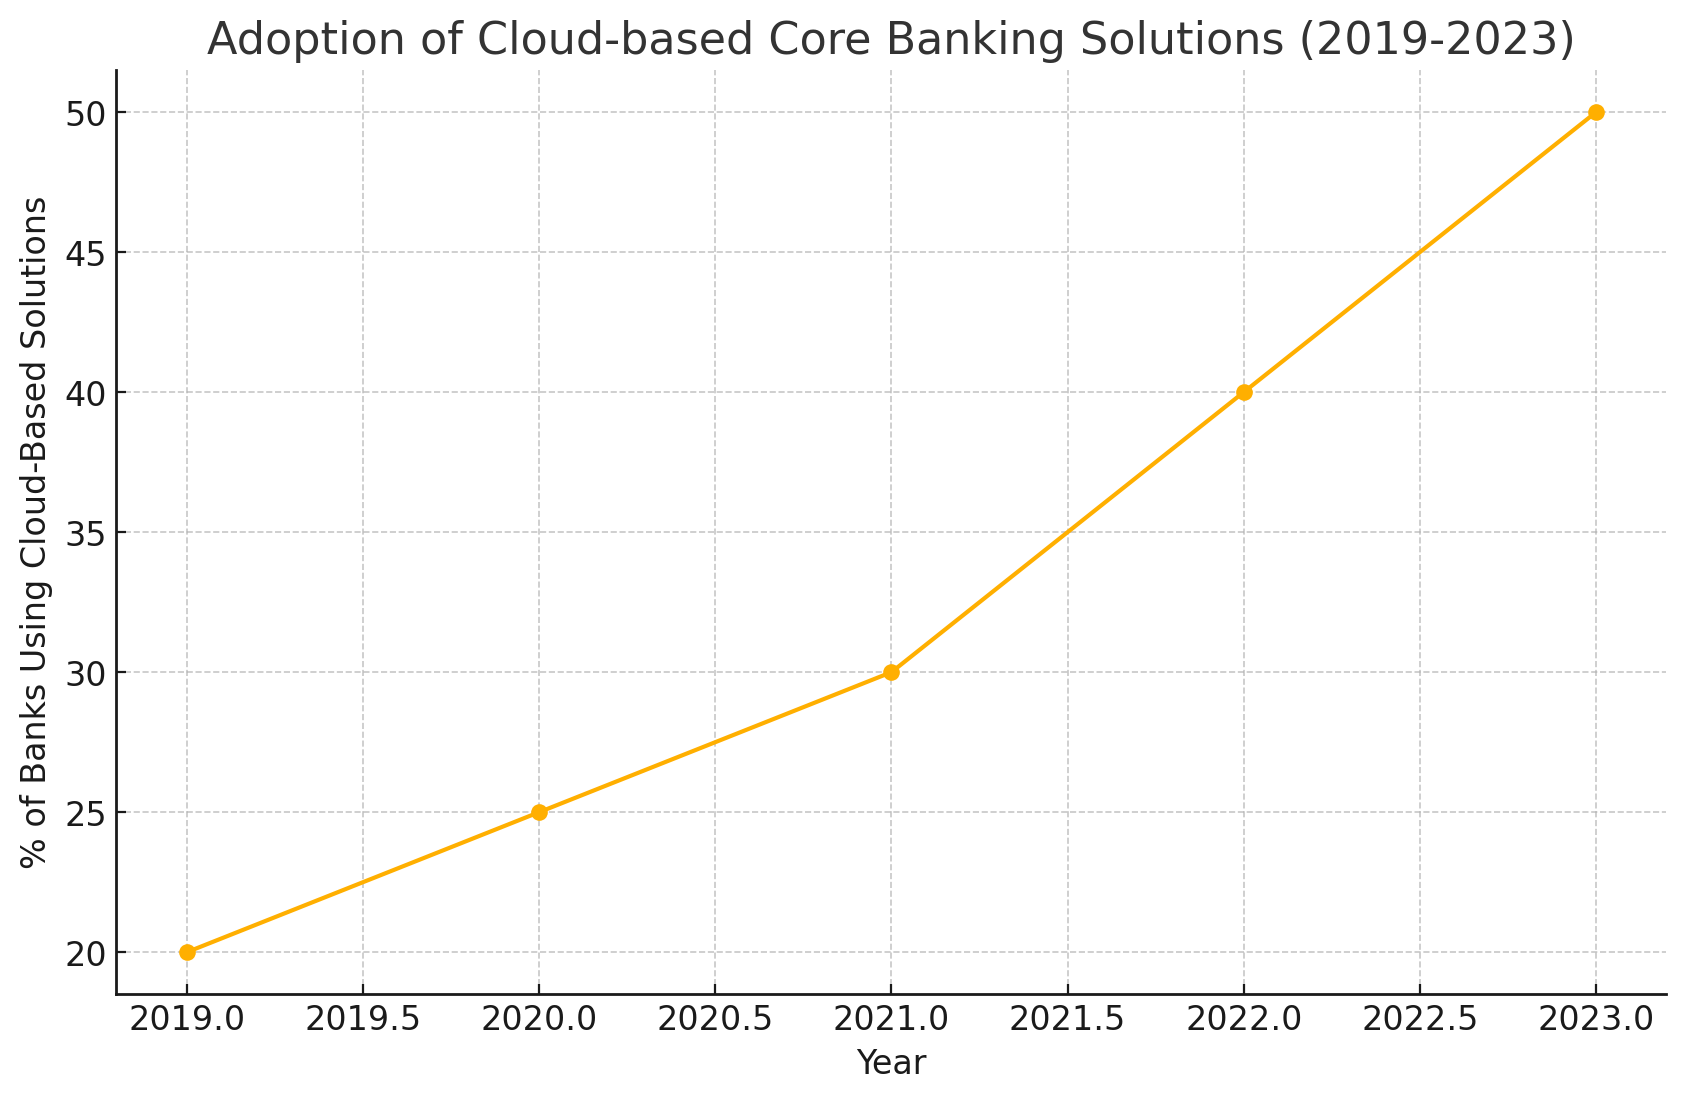 Adoption of Cloud-based Core Banking Solutions (2019-2023)
% of Banks Using Cloud-Based Solutions
50
45
40
35
30
25
20
2019.0 2019.5 2020.0 2020.5 2021.0 2021.5 2022.0 2022.5 2023.0
Year